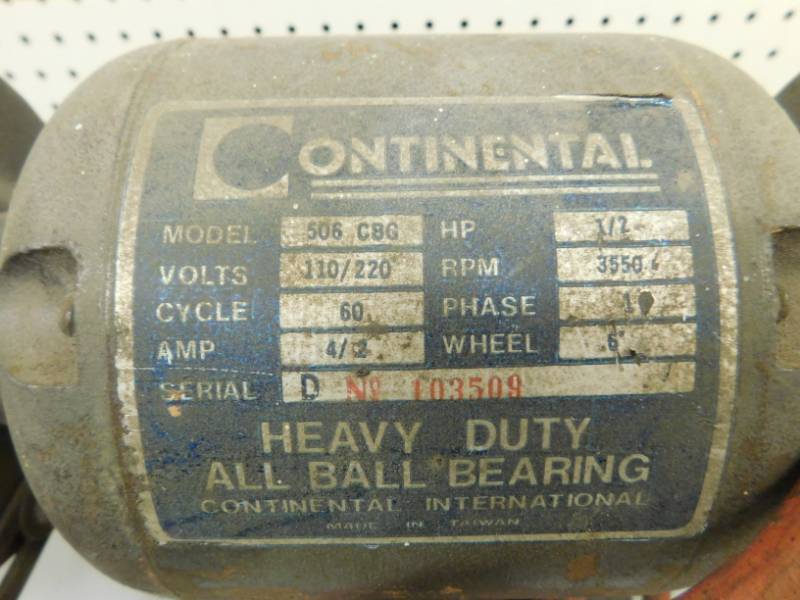 CONTINENTAL
MODEL 506 CBG HP 1/2
VOLTS 110/220 RPM 3550
CYCLE 60 PHASE 1
AMP 4/2 WHEEL 6"
SERIAL D Nº 103509
HEAVY DUTY
ALL BALL BEARING
CONTINENTAL INTERNATIONAL
MADE IN TAIWAN